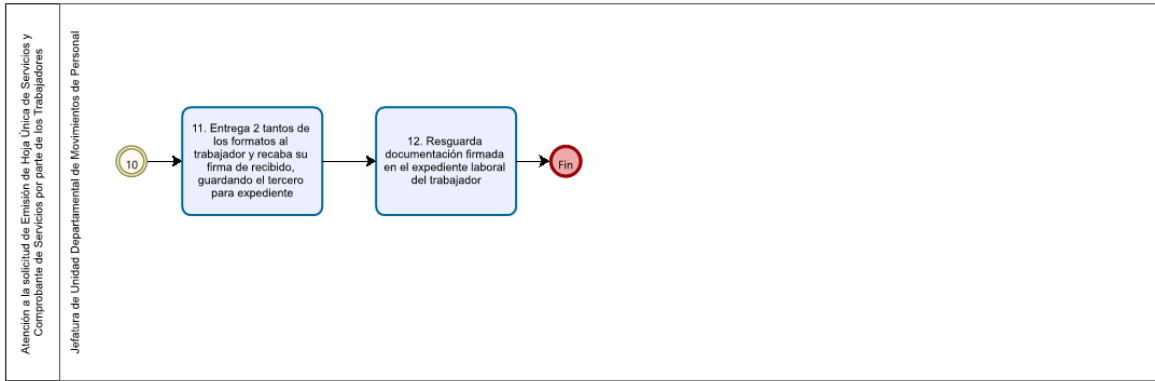 Atención a la solicitud de Emisión de Hoja Única de Servicios y
Comprobante de Servicios por parte de los Trabajadores
Jefatura de Unidad Departamental de Movimientos de Personal
10
11. Entrega 2 tantos de
los formatos al
trabajador y recaba su
firma de recibido,
guardando el tercero
para expediente
12. Resguarda
documentación firmada
en el expediente laboral
del trabajador
Fin